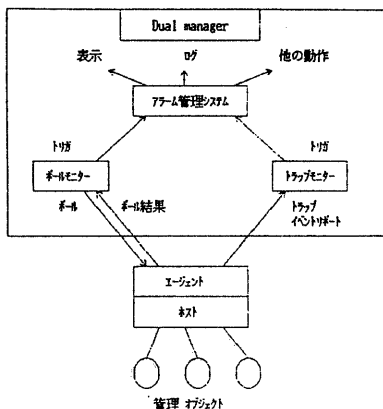 Dual manager
表示 ログ 他の動作
アラーム管理システム
トリガ トリガ
ポールモニター トラップモニター
ポール ポール結果 トラップ
イベントリポート
エージェント
ホスト
管理 オブジェクト